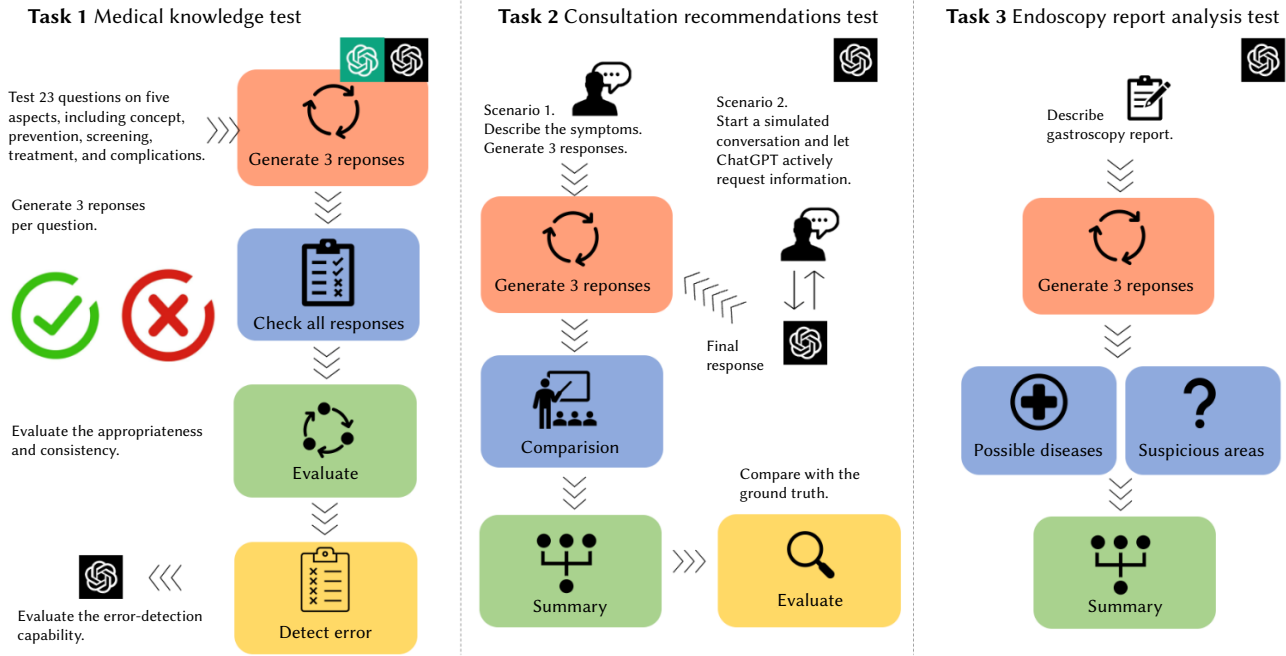 Task 1 Medical knowledge test
Test 23 questions on five
aspects, including concept,
prevention, screening,
treatment, and complications.
Generate 3 reponses
Generate 3 reponses
per question.
Check all responses
Evaluate the appropriateness
and consistency.
Evaluate
Evaluate the error-detection
capability.
Detect error
Task 2 Consultation recommendations test
Scenario 1.
Describe the symptoms.
Generate 3 responses.
Scenario 2.
Start a simulated
conversation and let
ChatGPT actively
request information.
Generate 3 reponses
Final
response
Comparision
Summary
Compare with the
ground truth.
Evaluate
Task 3 Endoscopy report analysis test
Describe
gastroscopy report.
Generate 3 reponses
Possible diseases
Suspicious areas
Summary